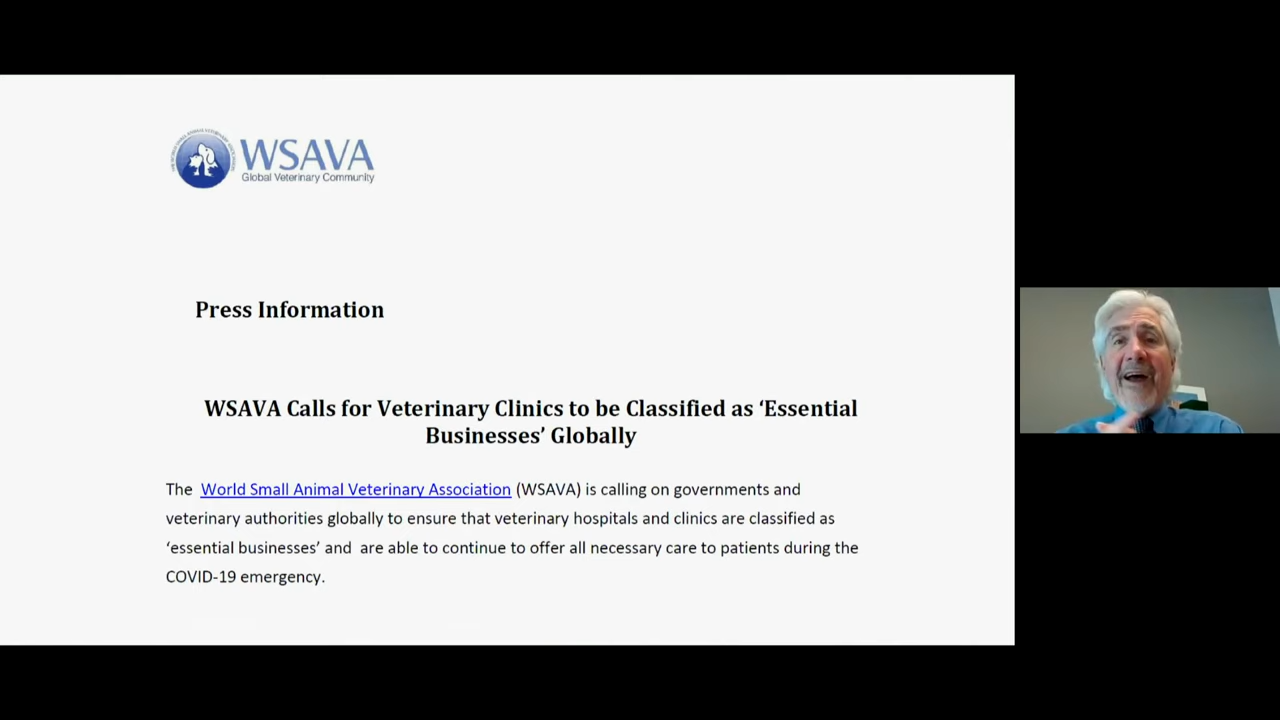 WSAVA
Global Veterinary Community
Press Information
WSAVA Calls for Veterinary Clinics to be Classified as ‘Essential
Businesses’ Globally
The World Small Animal Veterinary Association (WSAVA) is calling on governments and
veterinary authorities globally to ensure that veterinary hospitals and clinics are classified as
‘essential businesses’ and are able to continue to offer all necessary care to patients during the
COVID-19 emergency.